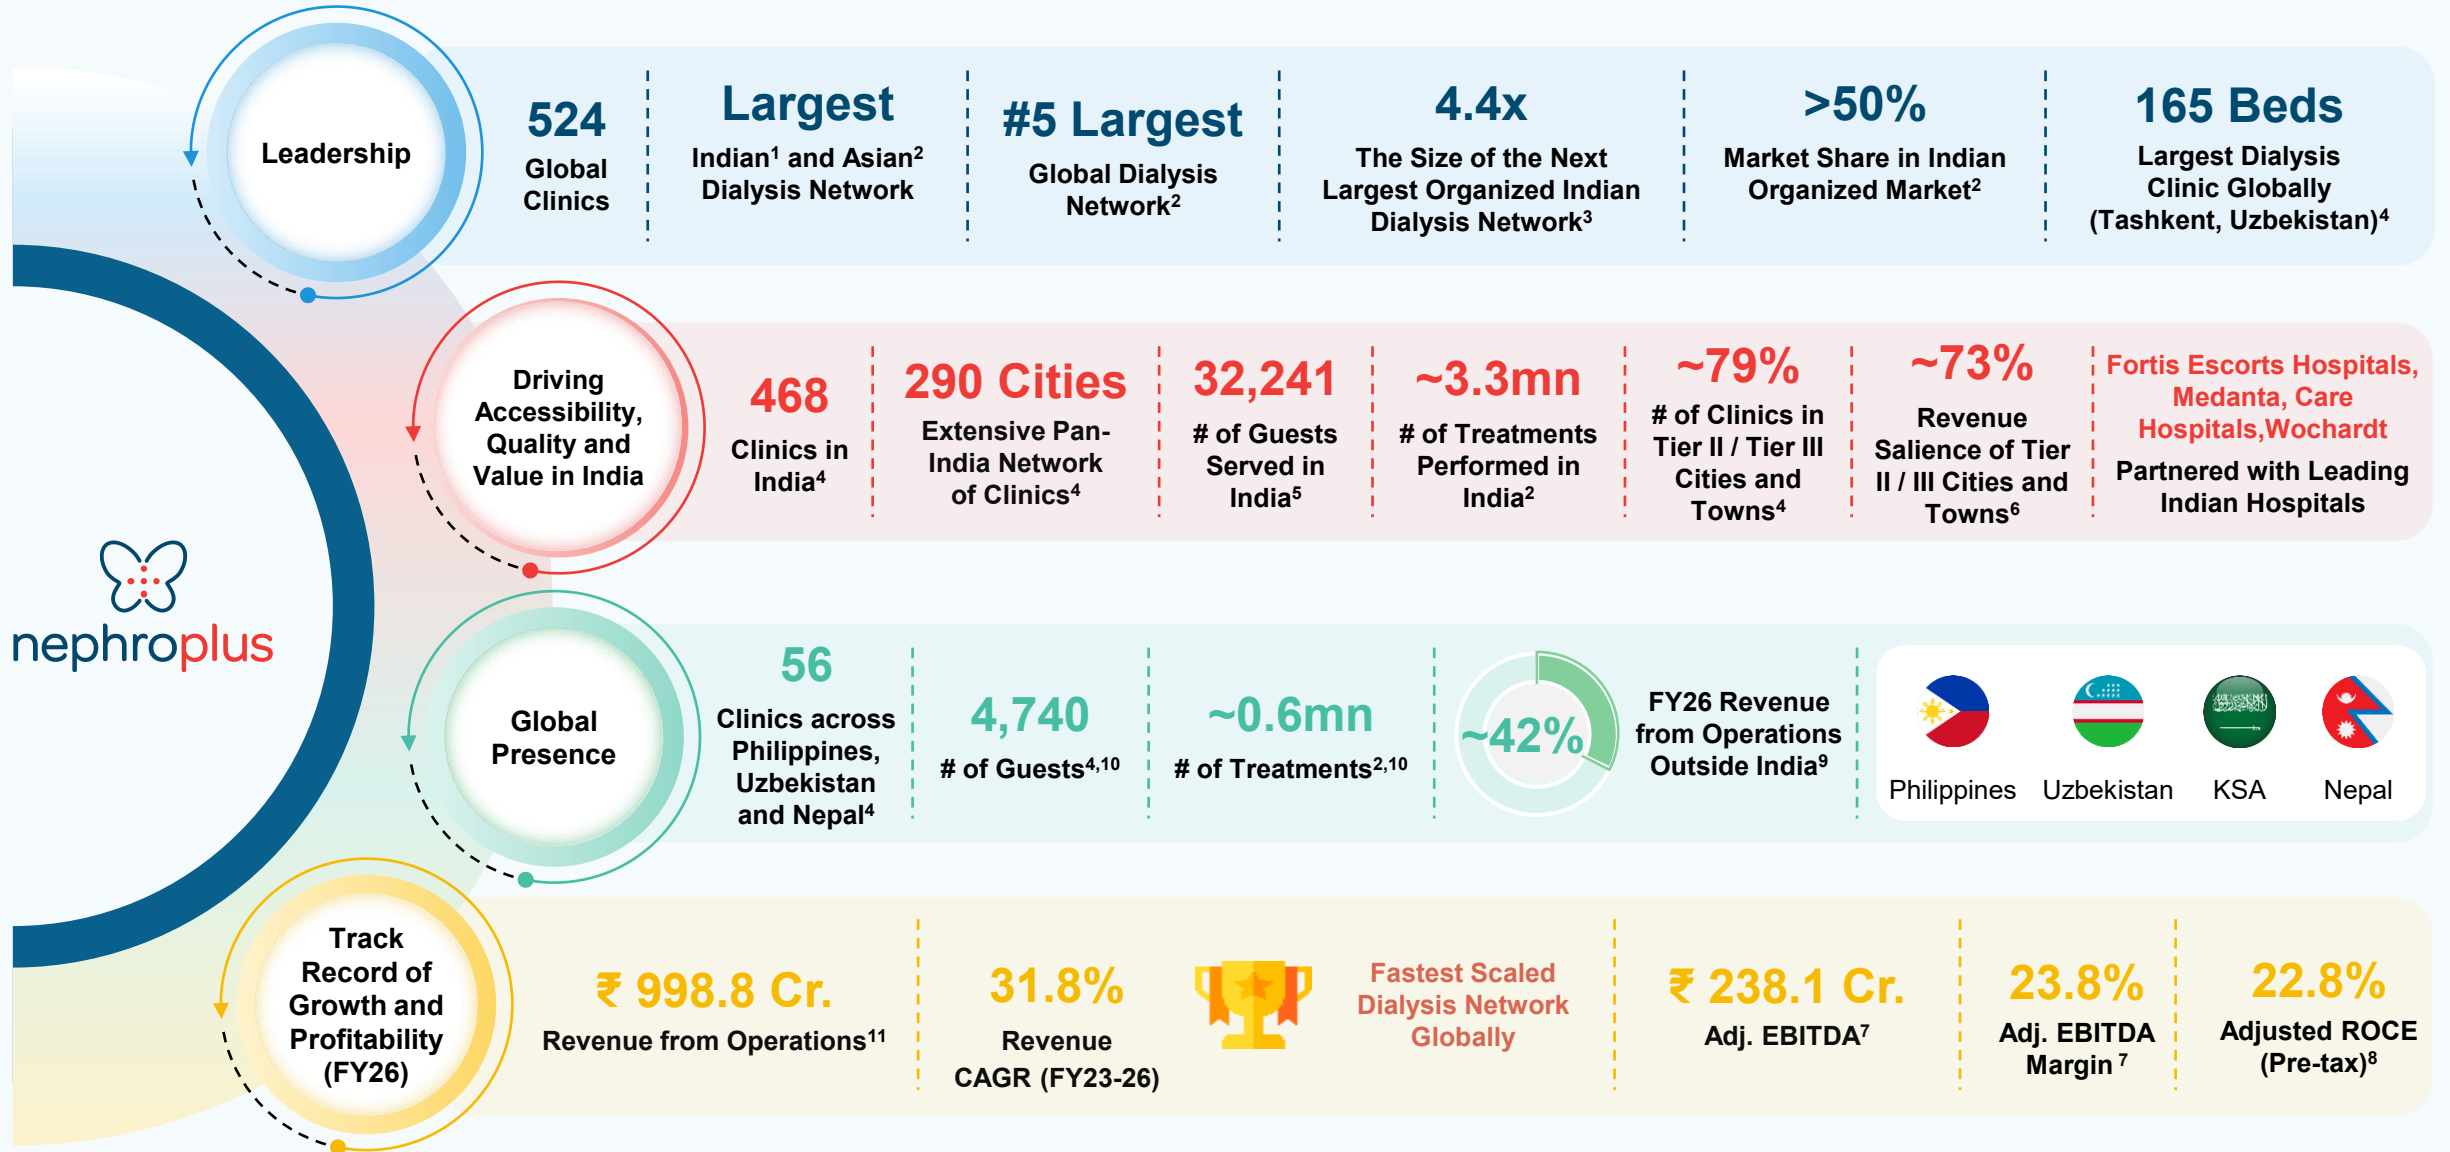 Leadership
524
Global
Clinics
Largest
Indian¹ and Asian²
Dialysis Network
#5 Largest
Global Dialysis
Network²
4.4x
The Size of the Next
Largest Organized Indian
Dialysis Network³
>50%
Market Share in Indian
Organized Market²
165 Beds
Largest Dialysis
Clinic Globally
(Tashkent, Uzbekistan)⁴
Driving
Accessibility,
Quality and
Value in India
468
Clinics in
India⁴
290 Cities
Extensive Pan-
India Network
of Clinics⁴
32,241
# of Guests
Served in
India⁵
~3.3mn
# of Treatments
Performed in
India²
~79%
# of Clinics in
Tier II / Tier III
Cities and
Towns⁴
~73%
Revenue
Salience of Tier
II / III Cities and
Towns⁶
Fortis Escorts Hospitals,
Medanta, Care
Hospitals,Wochardt
Partnered with Leading
Indian Hospitals
nephroplus
Global
Presence
56
Clinics across
Philippines,
Uzbekistan
and Nepal⁴
4,740
# of Guests⁴,¹⁰
~0.6mn
# of Treatments²,¹⁰
~42%
FY26 Revenue
from Operations
Outside India⁹
Philippines
Uzbekistan
KSA
Nepal
Track
Record of
Growth and
Profitability
(FY26)
₹ 998.8 Cr.
Revenue from Operations¹¹
31.8%
Revenue
CAGR (FY23-26)
Fastest Scaled
Dialysis Network
Globally
₹ 238.1 Cr.
Adj. EBITDA⁷
23.8%
Adj. EBITDA
Margin ⁷
22.8%
Adjusted ROCE
(Pre-tax)⁸